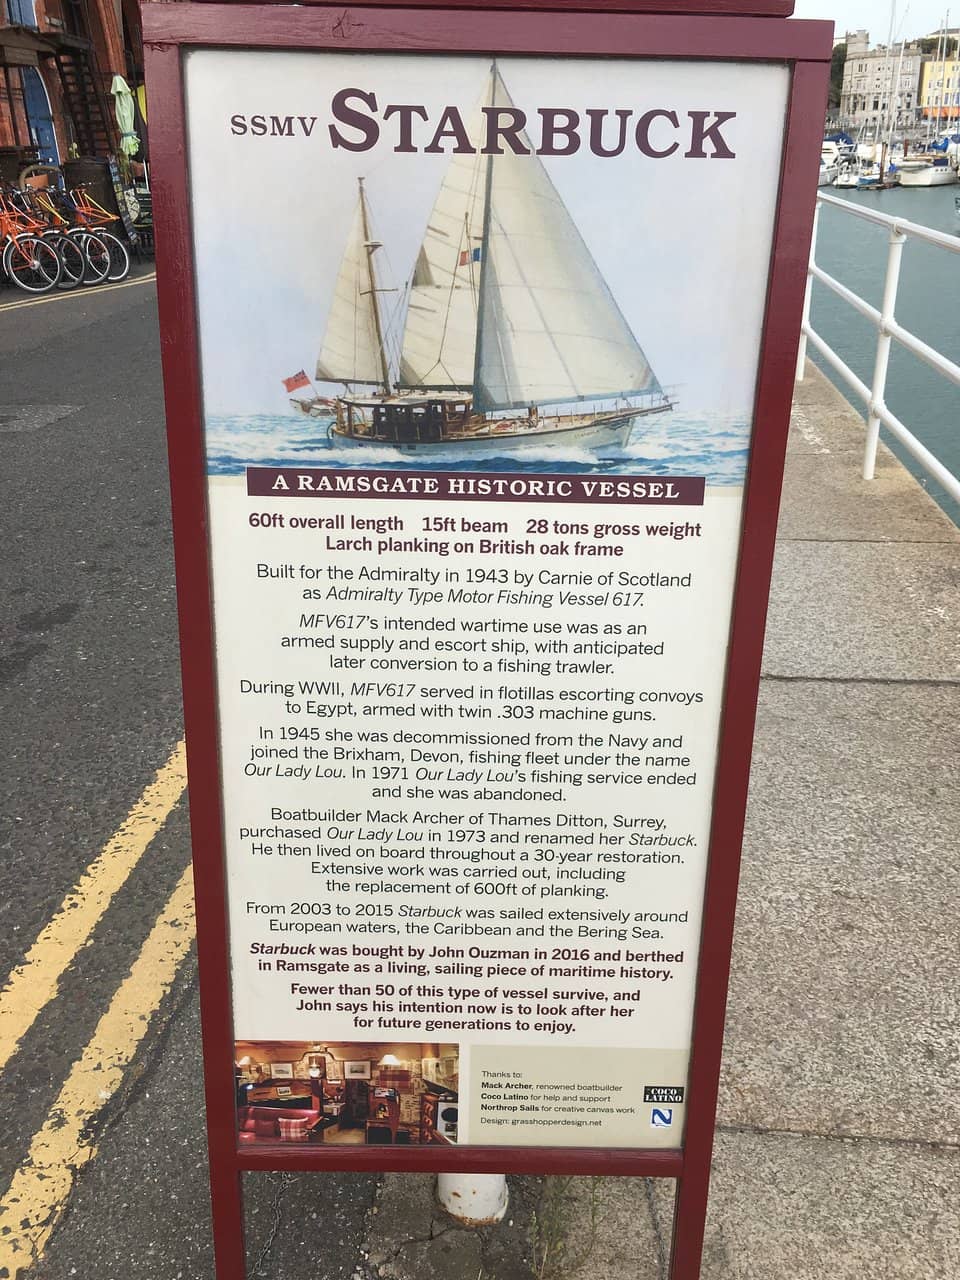 SSMV STARBUCK
A RAMSGATE HISTORIC VESSEL
60ft overall length 15ft beam 28 tons gross weight
Larch planking on British oak frame
Built for the Admiralty in 1943 by Carnie of Scotland
as Admiralty Type Motor Fishing Vessel 617.
MFV617's intended wartime use was as an
armed supply and escort ship, with anticipated
later conversion to a fishing trawler.
During WWII, MFV617 served in flotillas escorting convoys
to Egypt, armed with twin .303 machine guns.
In 1945 she was decommissioned from the Navy and
joined the Brixham, Devon, fishing fleet under the name
Our Lady Lou. In 1971 Our Lady Lou's fishing service ended
and she was abandoned.
Boatbuilder Mack Archer of Thames Ditton, Surrey,
purchased Our Lady Lou in 1973 and renamed her Starbuck.
He then lived on board throughout a 30-year restoration.
Extensive work was carried out, including
the replacement of 600ft of planking.
From 2003 to 2015 Starbuck was sailed extensively around
European waters, the Caribbean and the Bering Sea.
Starbuck was bought by John Ouzman in 2016 and berthed
in Ramsgate as a living, sailing piece of maritime history.
Fewer than 50 of this type of vessel survive, and
John says his intention now is to look after her
for future generations to enjoy.
Thanks to:
Mack Archer, renowned boatbuilder
Coco Latino for help and support
Northrop Sails for creative canvas work
Design: grasshopperdesign.net
COCO
LATINO
N